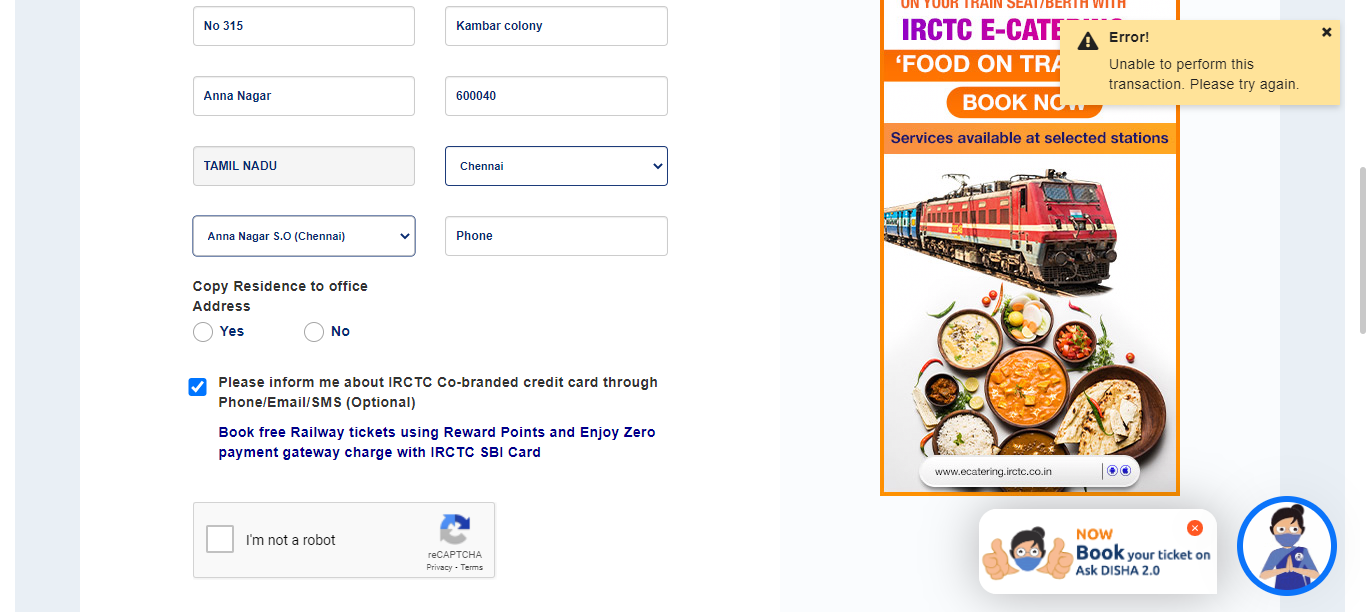 No 315
Kambar colony
Anna Nagar
600040
TAMIL NADU
Chennai
Anna Nagar S.O (Chennai)
Phone
Copy Residence to office
Address
Yes
No
Please inform me about IRCTC Co-branded credit card through
Phone/Email/SMS (Optional)
Book free Railway tickets using Reward Points and Enjoy Zero
payment gateway charge with IRCTC SBI Card
I'm not a robot
reCAPTCHA
Privacy - Terms
ON YOUR TRAIN SEAT/BERTH WITH
IRCTC E-CATERING
'FOOD ON TRA
BOOK NOW
Services available at selected stations
www.ecatering.irctc.co.in
Error!
Unable to perform this
transaction. Please try again.
NOW
Book your ticket on
Ask DISHA 2.0